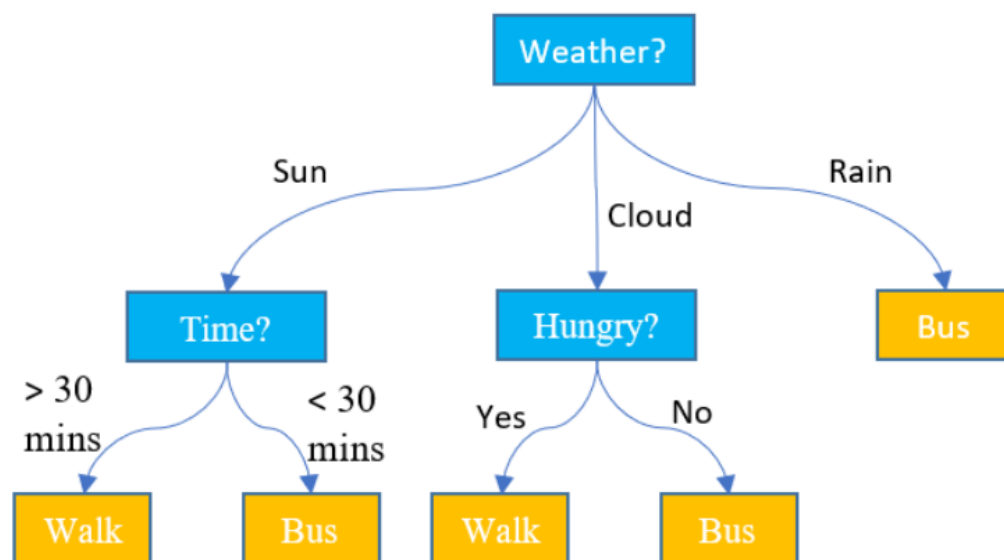 Weather?
Sun
Rain
Cloud
Time?
Hungry?
Bus
> 30
mins
< 30
mins
Yes
No
Walk
Bus
Walk
Bus